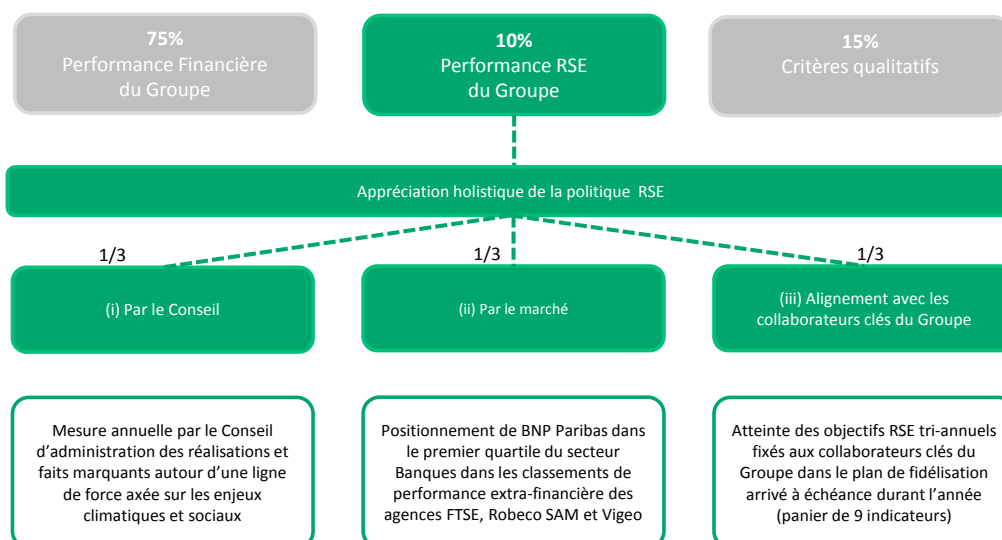 75%
Performance Financière
du Groupe
10%
Performance RSE
du Groupe
15%
Critères qualitatifs
Appréciation holistique de la politique RSE
1/3
1/3
1/3
(i) Par le Conseil
(ii) Par le marché
(iii) Alignement avec les
collaborateurs clés du Groupe
Mesure annuelle par le Conseil
d’administration des réalisations et
faits marquants autour d’une ligne
de force axée sur les enjeux
climatiques et sociaux
Positionnement de BNP Paribas dans
le premier quartile du secteur
Banques dans les classements de
performance extra-financière des
agences FTSE, Robeco SAM et Vigeo
Atteinte des objectifs RSE tri-annuels
fixés aux collaborateurs clés du
Groupe dans le plan de fidélisation
arrivé à échéance durant l’année
(panier de 9 indicateurs)